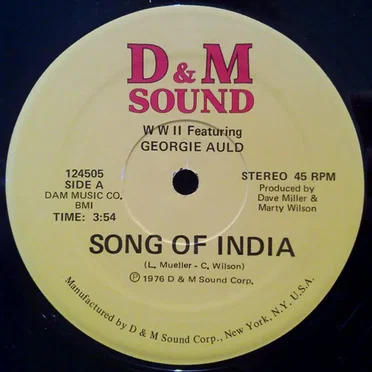 D & M
SOUND
W W II Featuring
GEORGIE AULD
124505
SIDE A
DAM MUSIC CO.
BMI
TIME: 3:54
STEREO 45 RPM
Produced by
Dave Miller &
Marty Wilson
SONG OF INDIA
(L. Mueller - C. Wilson)
Ⓟ 1976 D & M Sound Corp.
Manufactured by D & M Sound Corp., New York, N.Y. U.S.A.